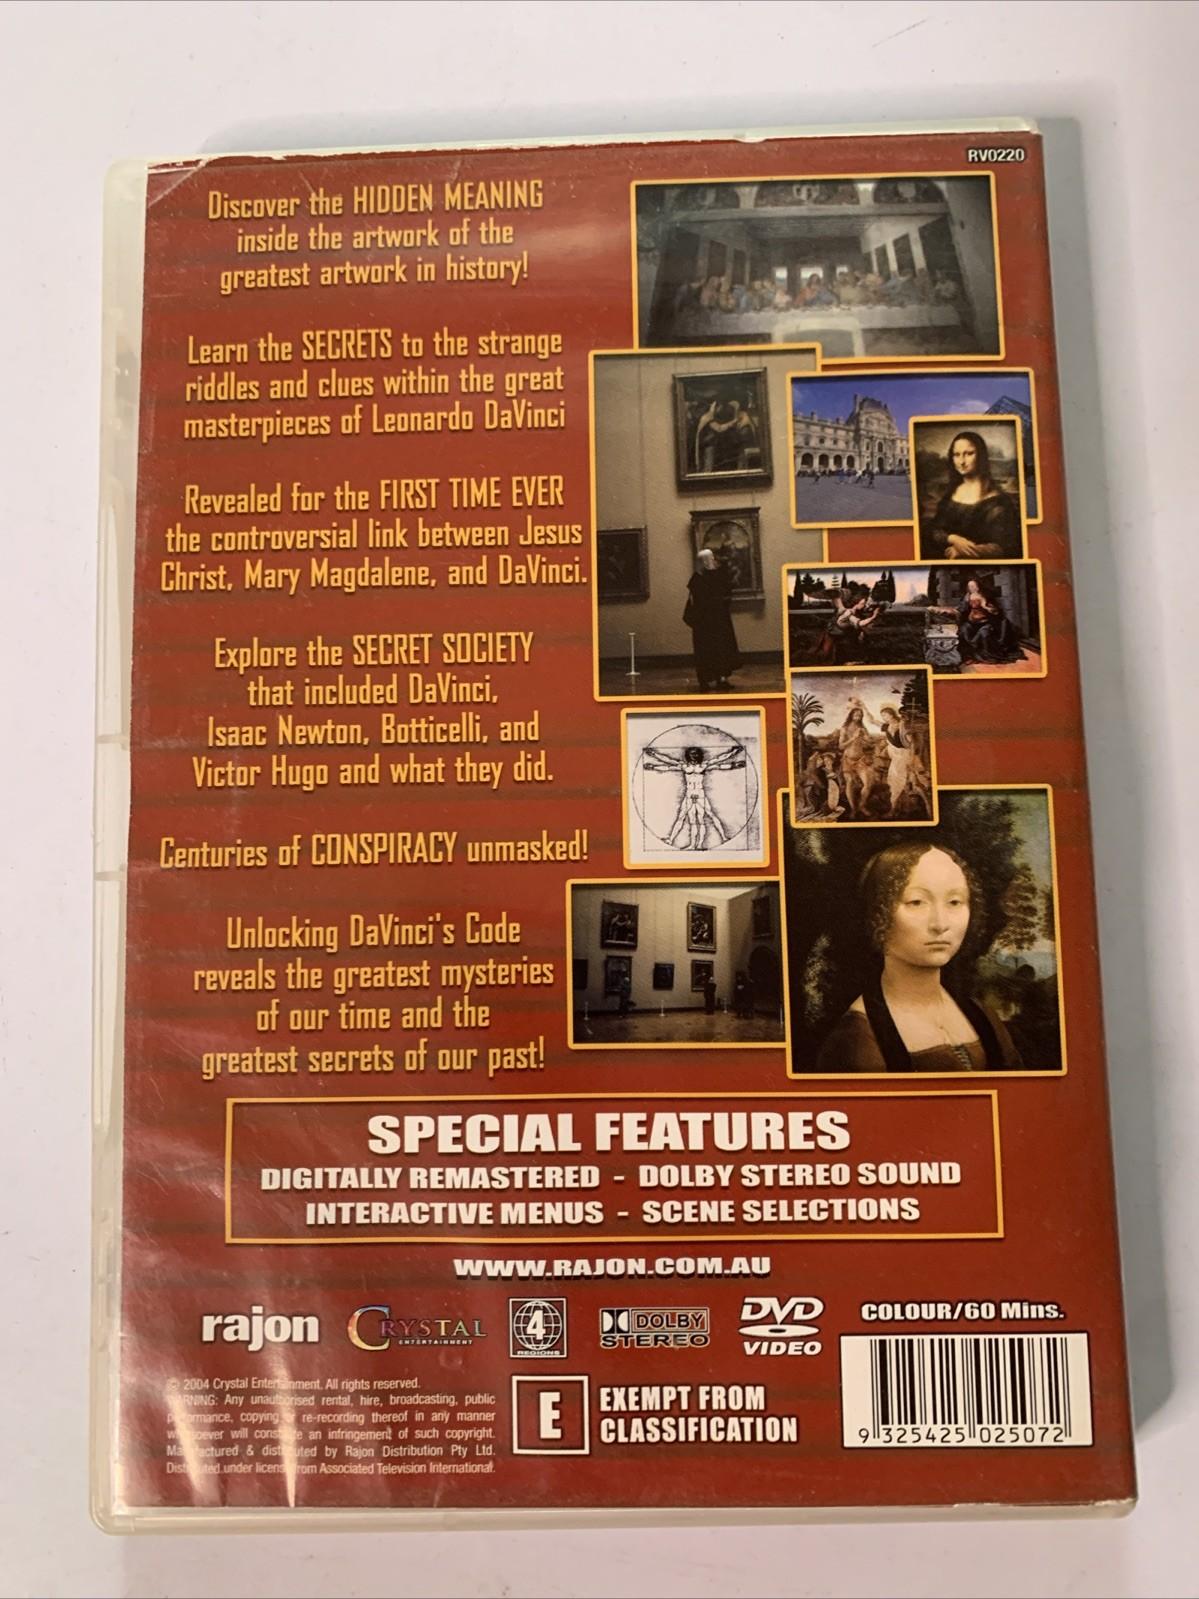 RV0220
Discover the HIDDEN MEANING
inside the artwork of the
greatest artwork in history!
Learn the SECRETS to the strange
riddles and clues within the great
masterpieces of Leonardo DaVinci
Revealed for the FIRST TIME EVER
the controversial link between Jesus
Christ, Mary Magdalene, and DaVinci.
Explore the SECRET SOCIETY
that included DaVinci,
Isaac Newton, Botticelli, and
Victor Hugo and what they did.
Centuries of CONSPIRACY unmasked!
Unlocking DaVinci's Code
reveals the greatest mysteries
of our time and the
greatest secrets of our past!
SPECIAL FEATURES
DIGITALLY REMASTERED - DOLBY STEREO SOUND
INTERACTIVE MENUS - SCENE SELECTIONS
WWW.RAJON.COM.AU
rajon
CRYSTAL
ENTERTAINMENT
4
REGIONS
DOLBY
STEREO
DVD
VIDEO
COLOUR/60 Mins.
© 2004 Crystal Entertainment. All rights reserved.
WARNING: Any unauthorised rental, hire, broadcasting, public
performance, copying or re-recording thereof in any manner
whatsoever will constitute an infringement of such copyright.
Manufactured & distributed by Rajon Distribution Pty Ltd.
Distributed under license from Associated Television International.
E
EXEMPT FROM
CLASSIFICATION
9 325425 025072